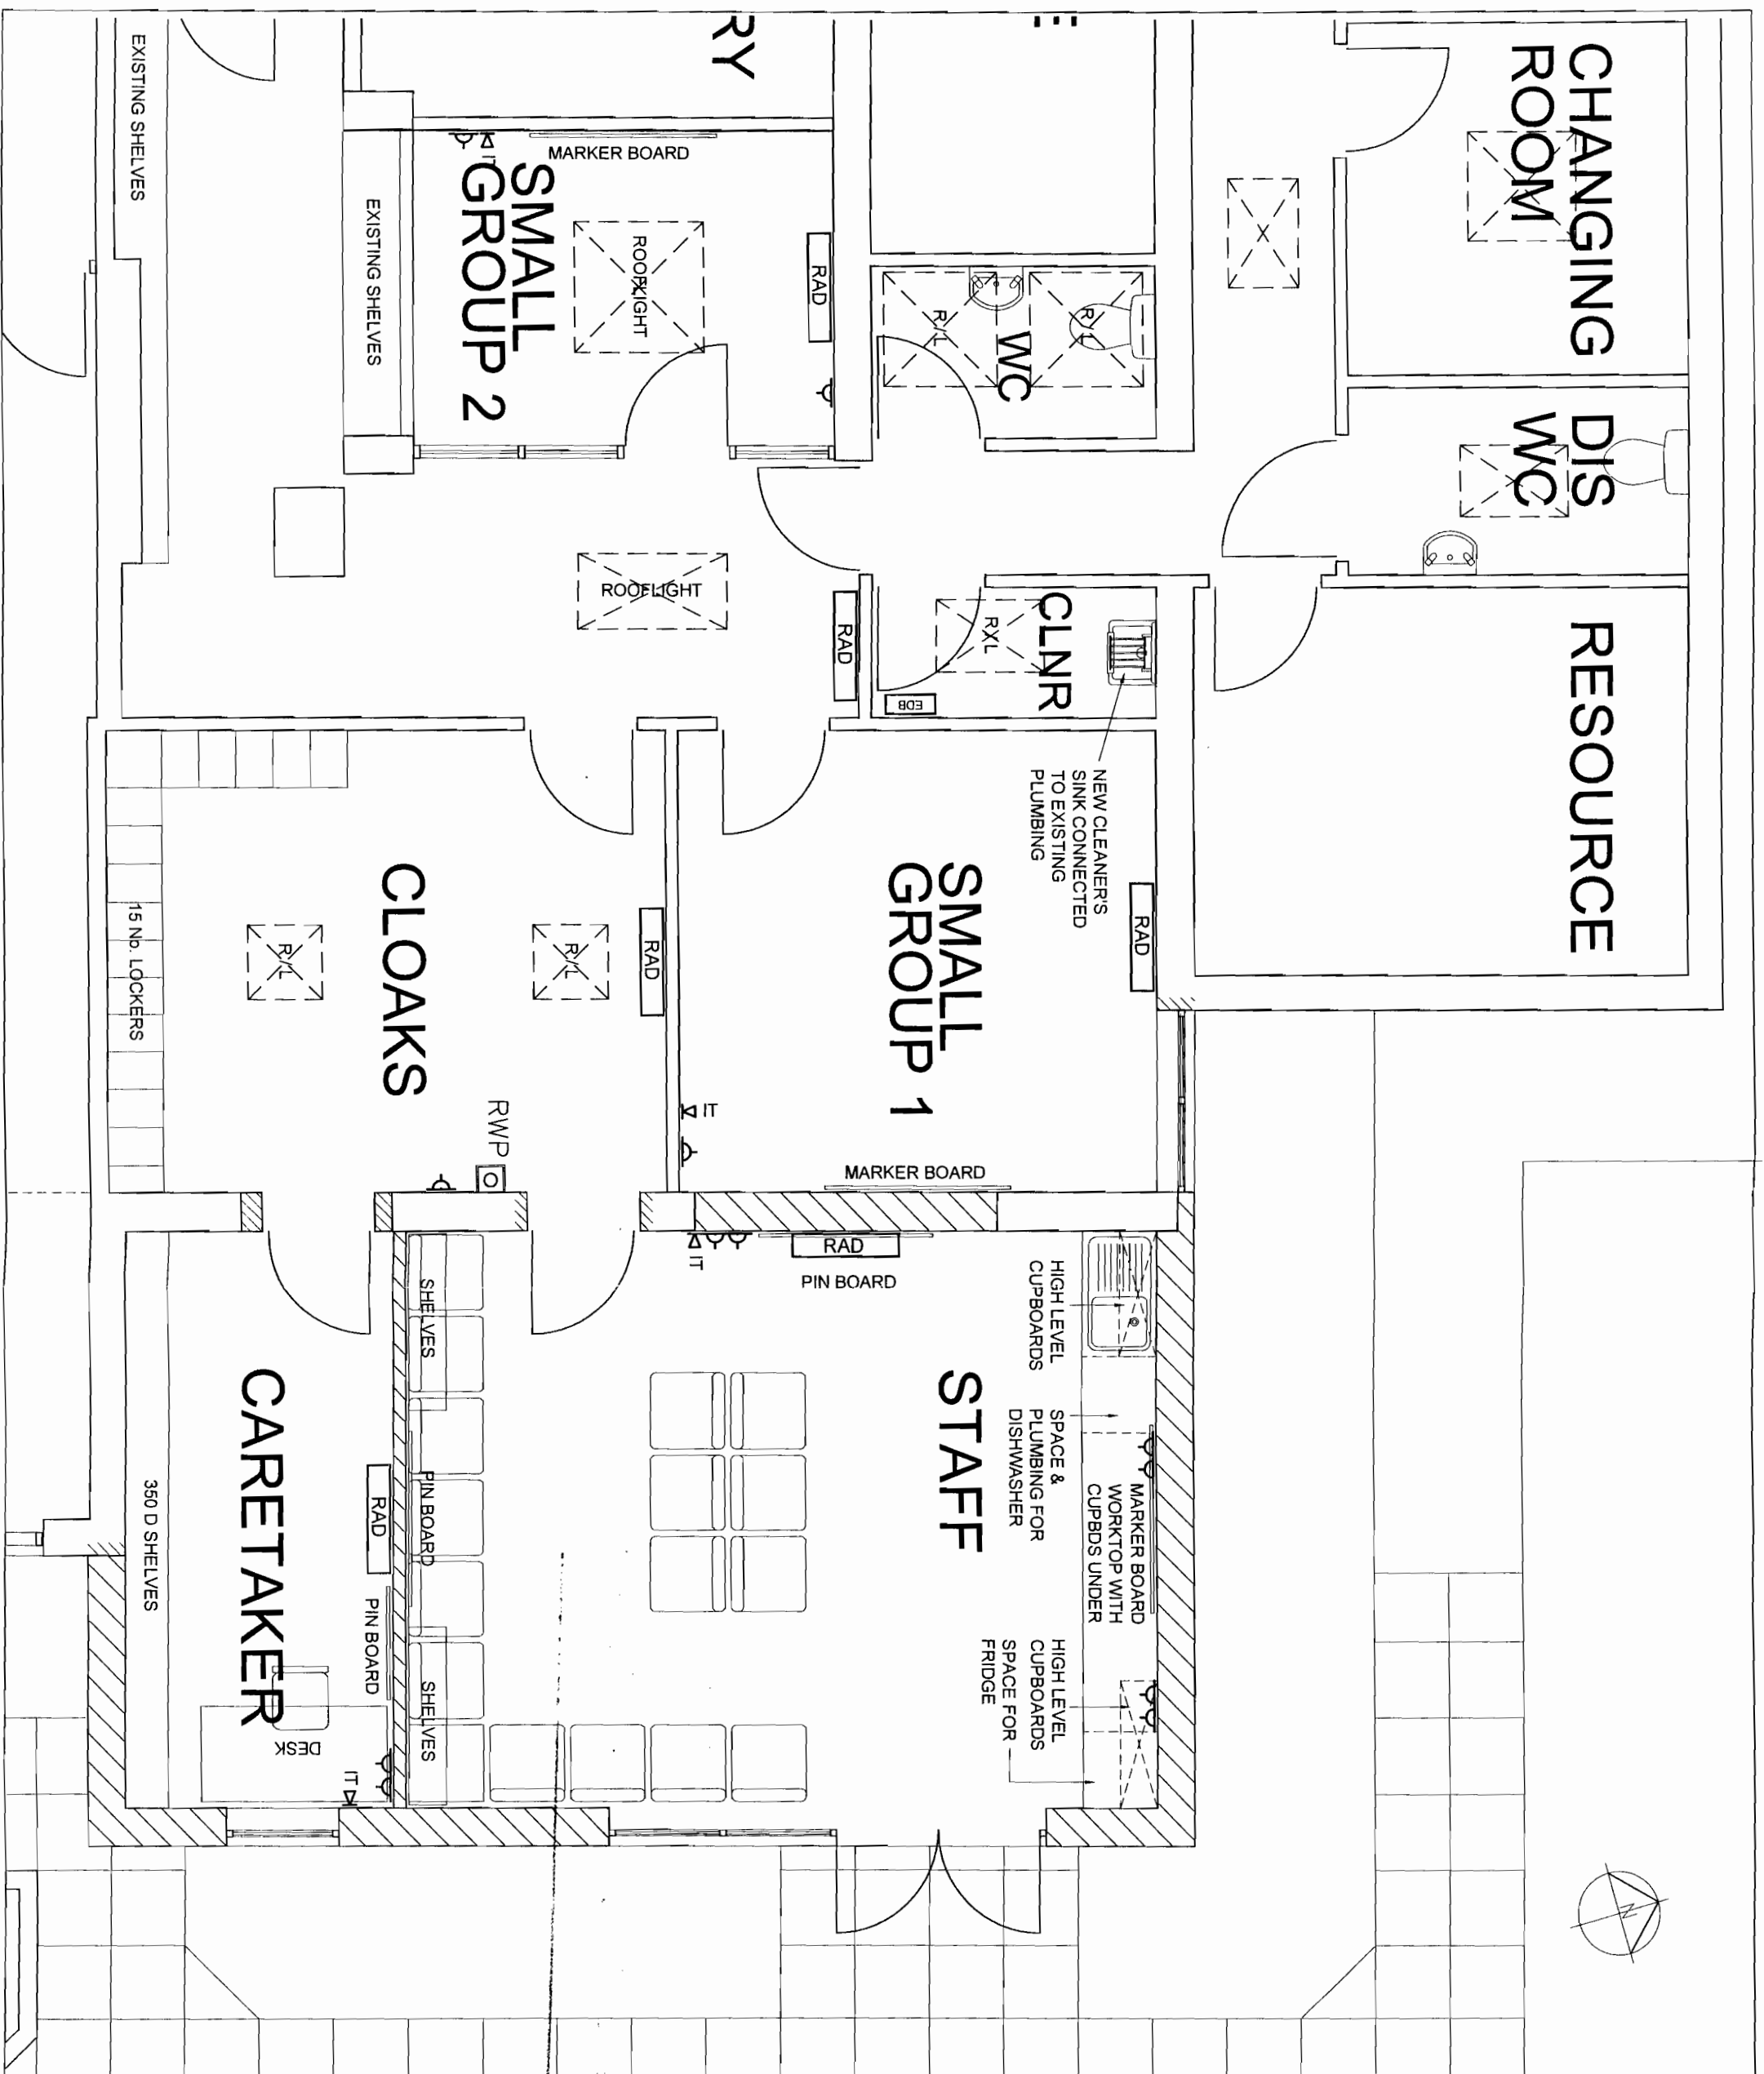 CHANGING
ROOM
DIS
WC
RESOURCE
RY
EXISTING SHELVES
MARKER BOARD
IT
SMALL
GROUP 2
EXISTING SHELVES
ROOFLIGHT
RAD
R/L
WC
R/L
ROOFLIGHT
RAD
CLNR
R/L
EDB
NEW CLEANER'S
SINK CONNECTED
TO EXISTING
PLUMBING
CLOAKS
15 No. LOCKERS
R/L
R/L
RAD
RWP
SMALL
GROUP 1
RAD
IT
MARKER BOARD
IT
RAD
PIN BOARD
STAFF
HIGH LEVEL
CUPBOARDS
SPACE &
PLUMBING FOR
DISHWASHER
MARKER BOARD
WORKTOP WITH
CUPBDS UNDER
HIGH LEVEL
CUPBOARDS
SPACE FOR
FRIDGE
SHELVES
PIN BOARD
SHELVES
CARETAKER
350 D SHELVES
RAD
PIN BOARD
DESK
IT
N